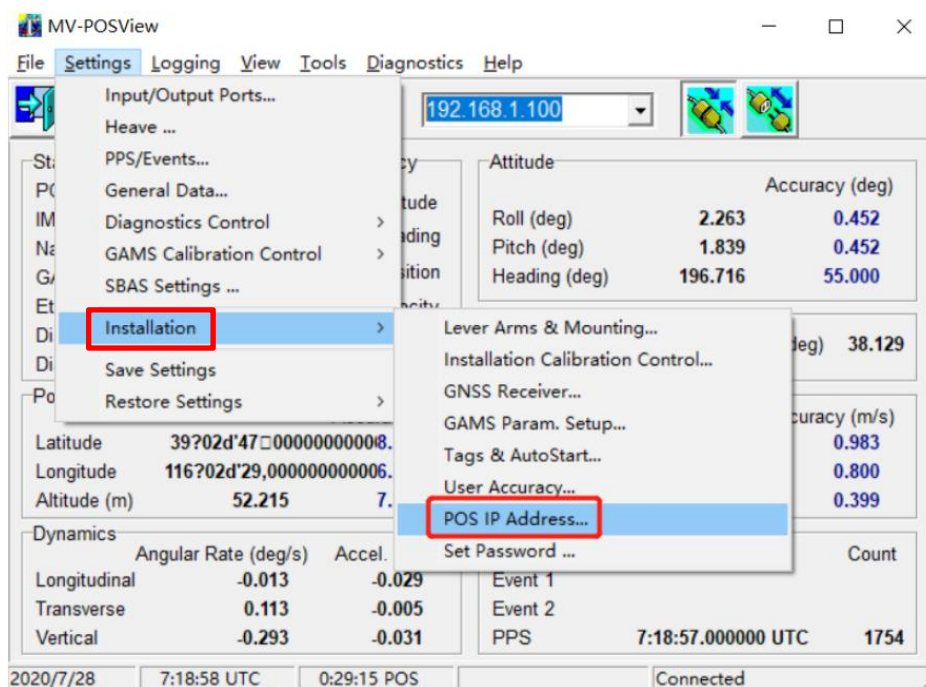 MV-POSView
File Settings Logging View Tools Diagnostics Help
192.168.1.100
Input/Output Ports...
Heave ...
PPS/Events...
General Data...
Diagnostics Control
GAMS Calibration Control
SBAS Settings ...
Installation
Save Settings
Restore Settings
Lever Arms & Mounting...
Installation Calibration Control...
GNSS Receiver...
GAMS Param. Setup...
Tags & AutoStart...
User Accuracy...
POS IP Address...
Set Password ...
Attitude
Accuracy (deg)
Roll (deg) 2.263 0.452
Pitch (deg) 1.839 0.452
Heading (deg) 196.716 55.000
38.129
(m/s)
0.983
0.800
0.399
Latitude 39?02d'47□00000000008.
Longitude 116?02d'29,0000000000006.
Altitude (m) 52.215 7.
Dynamics
Angular Rate (deg/s) Accel.
Longitudinal -0.013 -0.029
Transverse 0.113 -0.005
Vertical -0.293 -0.031
Count
Event 1
Event 2
PPS 7:18:57.000000 UTC 1754
2020/7/28 7:18:58 UTC 0:29:15 POS Connected